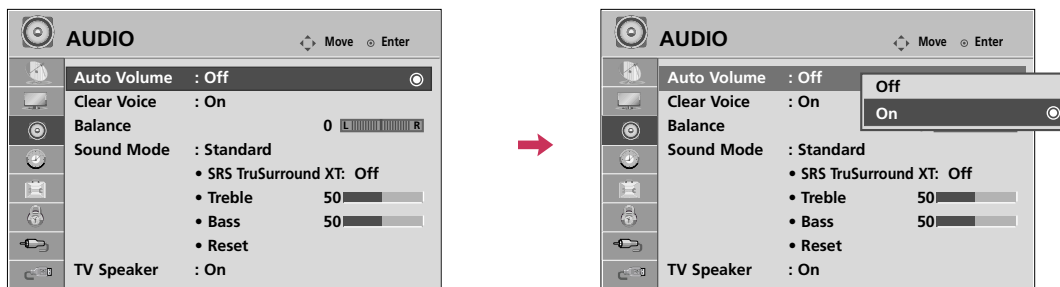 AUDIO
Move Enter
Auto Volume : Off
Clear Voice : On
Balance 0 L R
Sound Mode : Standard
• SRS TruSurround XT: Off
• Treble 50
• Bass 50
• Reset
TV Speaker : On
AUDIO
Move Enter
Auto Volume : Off
Off
Clear Voice : On
On
Balance
Sound Mode : Standard
• SRS TruSurround XT: Off
• Treble 50
• Bass 50
• Reset
TV Speaker : On